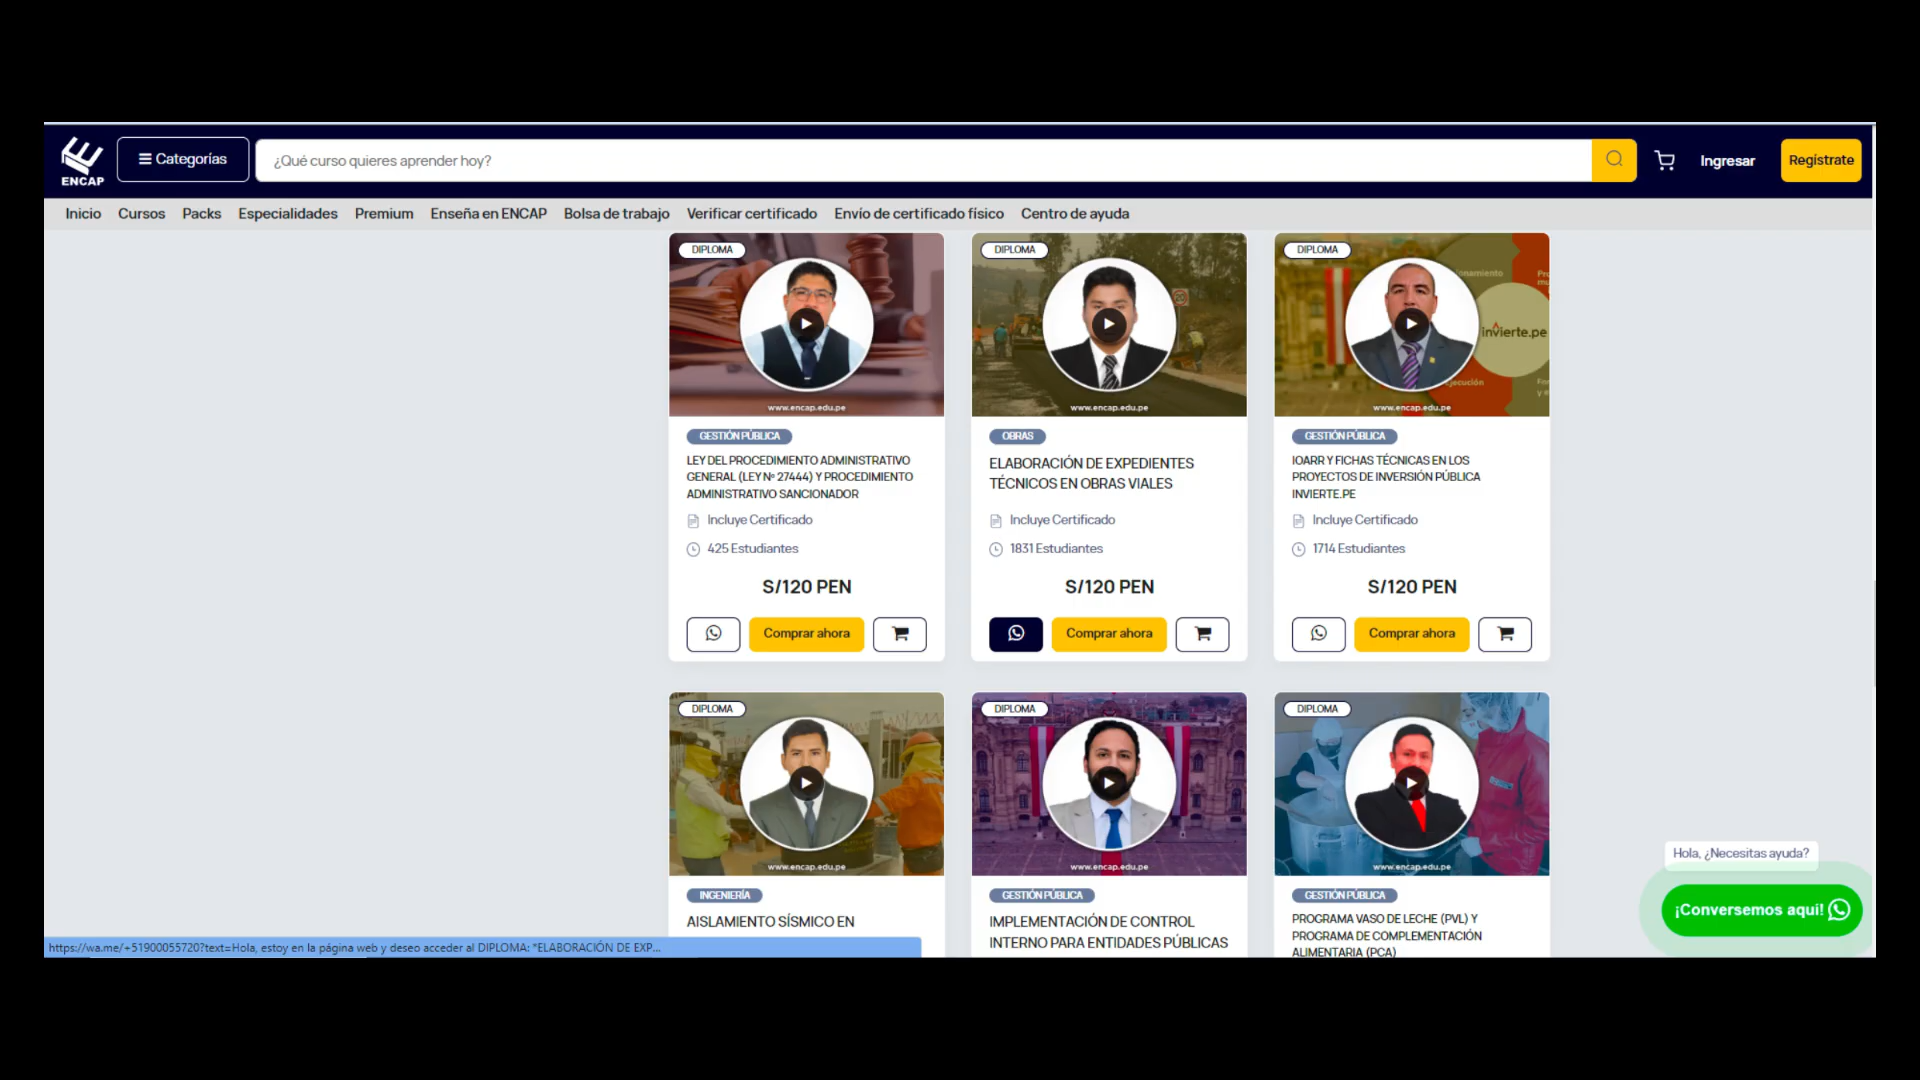 ENCAP
Categorías
¿Qué curso quieres aprender hoy?
Ingresar
Regístrate
Inicio
Cursos
Packs
Especialidades
Premium
Enseña en ENCAP
Bolsa de trabajo
Verificar certificado
Envío de certificado físico
Centro de ayuda
DIPLOMA
www.encap.edu.pe
GESTIÓN PÚBLICA
LEY DEL PROCEDIMIENTO ADMINISTRATIVO
GENERAL (LEY Nº 27444) Y PROCEDIMIENTO
ADMINISTRATIVO SANCIONADOR
Incluye Certificado
425 Estudiantes
S/120 PEN
Comprar ahora
DIPLOMA
www.encap.edu.pe
OBRAS
ELABORACIÓN DE EXPEDIENTES
TÉCNICOS EN OBRAS VIALES
Incluye Certificado
1831 Estudiantes
S/120 PEN
Comprar ahora
DIPLOMA
invierte.pe
www.encap.edu.pe
GESTIÓN PÚBLICA
IOARR Y FICHAS TÉCNICAS EN LOS
PROYECTOS DE INVERSIÓN PÚBLICA
INVIERTE.PE
Incluye Certificado
1714 Estudiantes
S/120 PEN
Comprar ahora
DIPLOMA
www.encap.edu.pe
INGENIERÍA
AISLAMIENTO SÍSMICO EN
DIPLOMA
www.encap.edu.pe
GESTIÓN PÚBLICA
IMPLEMENTACIÓN DE CONTROL
INTERNO PARA ENTIDADES PÚBLICAS
DIPLOMA
www.encap.edu.pe
GESTIÓN PÚBLICA
PROGRAMA VASO DE LECHE (PVL) Y
PROGRAMA DE COMPLEMENTACIÓN
ALIMENTARIA (PCA)
Hola, ¿Necesitas ayuda?
¡Conversemos aqui!
https://wa.me/+51900055720?text=Hola, estoy en la página web y deseo acceder al DIPLOMA: *ELABORACIÓN DE EXP...